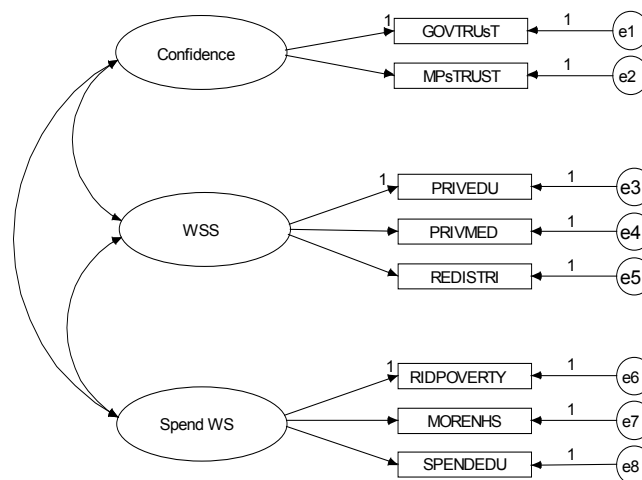 1
GOVTRUsT
1
e1
Confidence
MPsTRUST
1
e2
1
PRIVEDU
1
e3
WSS
PRIVMED
1
e4
REDISTRI
1
e5
1
RIDPOVERTY
1
e6
Spend WS
MORENHS
1
e7
SPENDEDU
1
e8